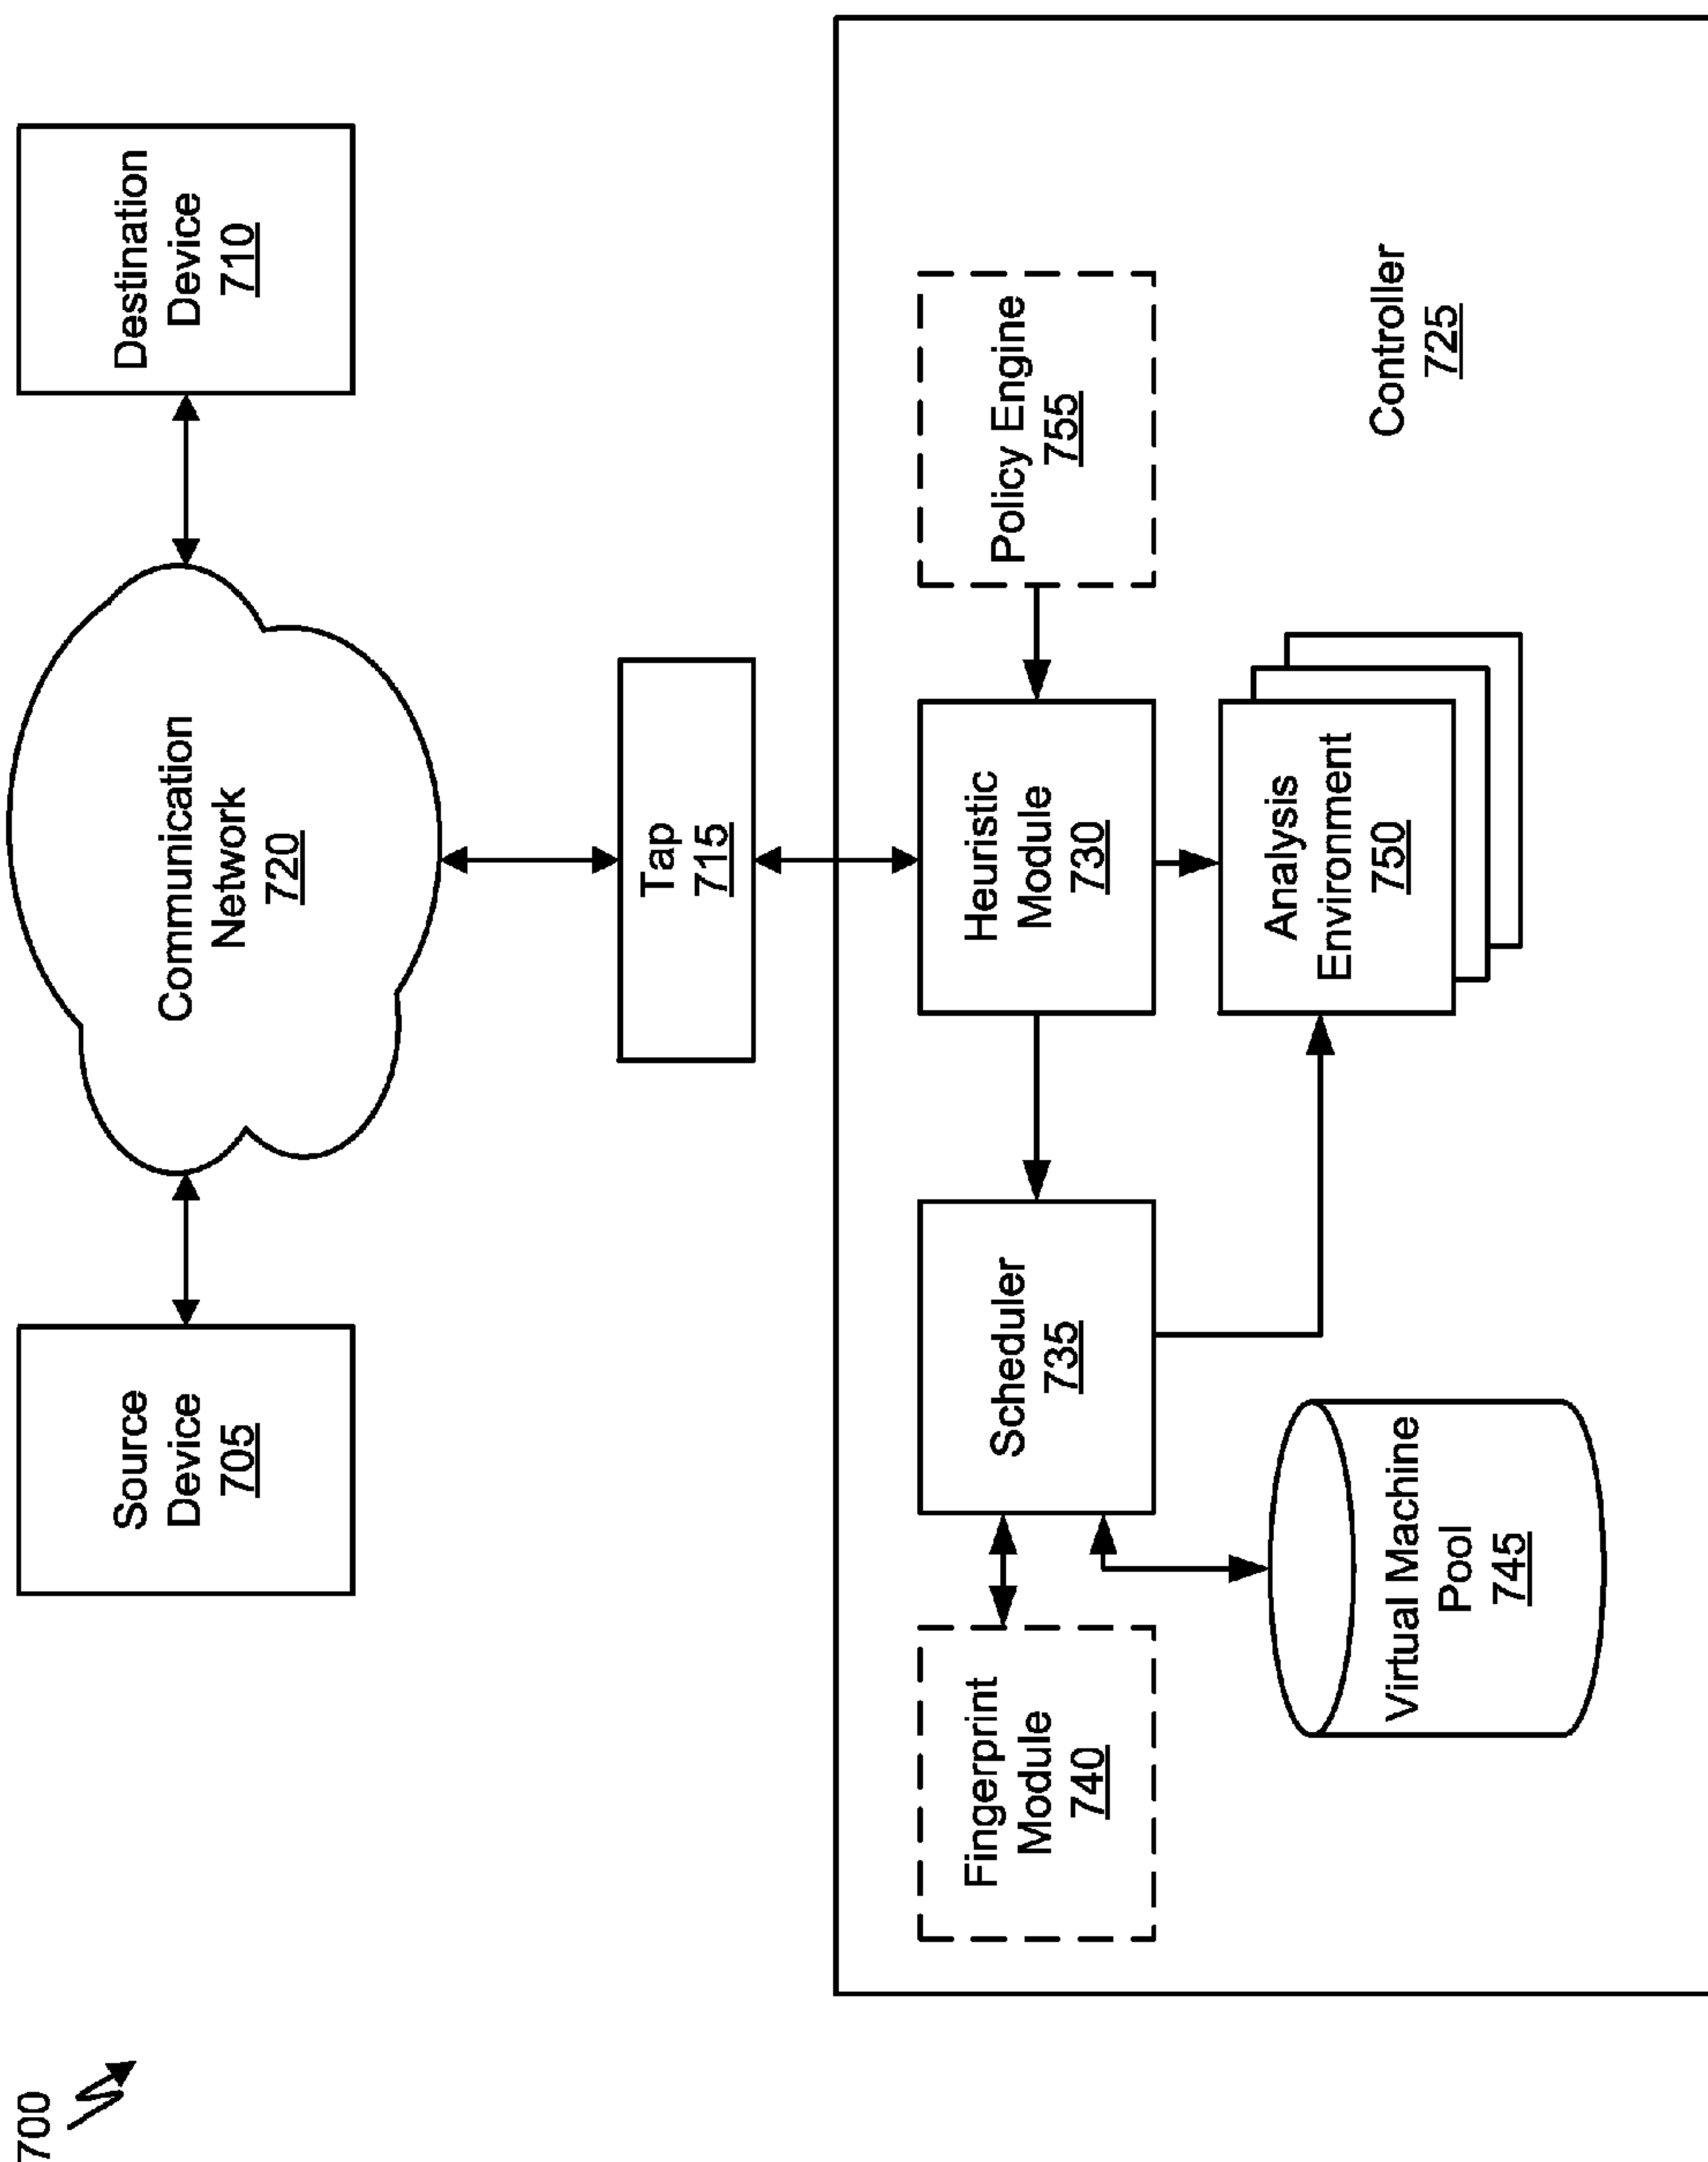 700
Source
Device
705
Communication
Network
720
Destination
Device
710
Tap
715
Fingerprint
Module
740
Scheduler
735
Heuristic
Module
730
Policy Engine
755
Virtual Machine
Pool
745
Analysis
Environment
750
Controller
725